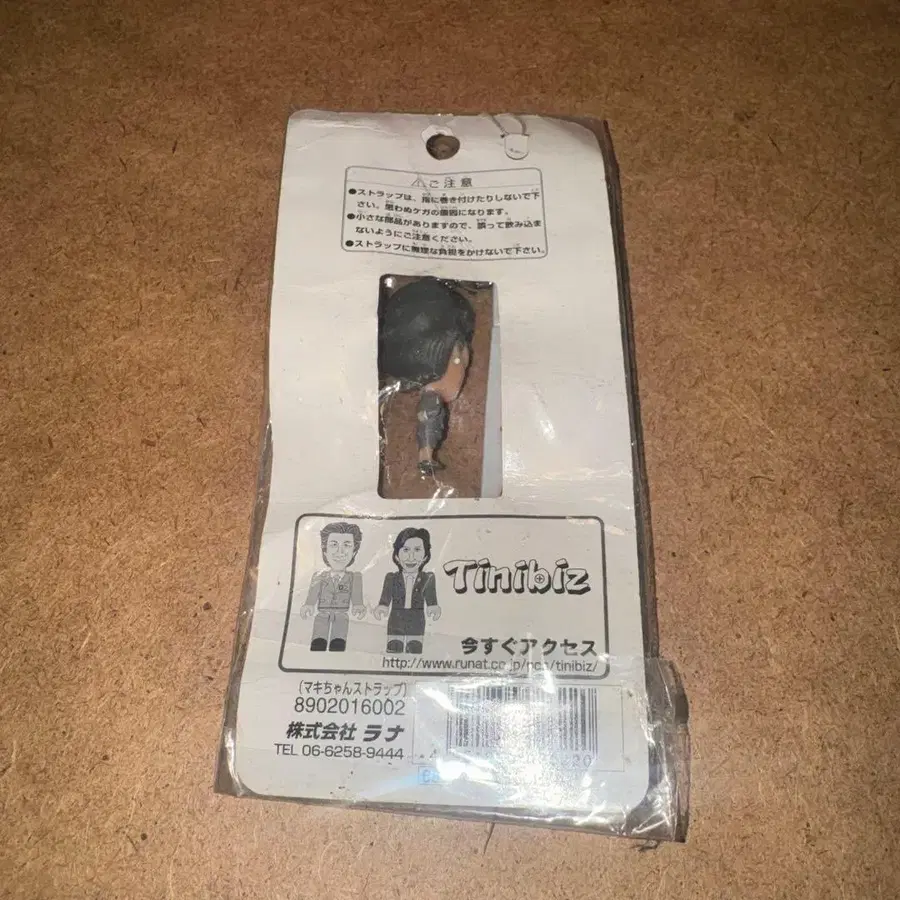 ご注意
●ストラップは、指に巻き付けたりしないで下
さい。思わぬケガの原因になります。
●小さな部品がありますので、誤って飲み込ま
ないようにご注意ください。
●ストラップに無理な負担をかけないで下さい。
Tinibiz
今すぐアクセス
http://www.runat.co.jp/pca/tinibiz/
(マキちゃんストラップ)
8902016002
株式会社 ラナ
TEL 06-6258-9444